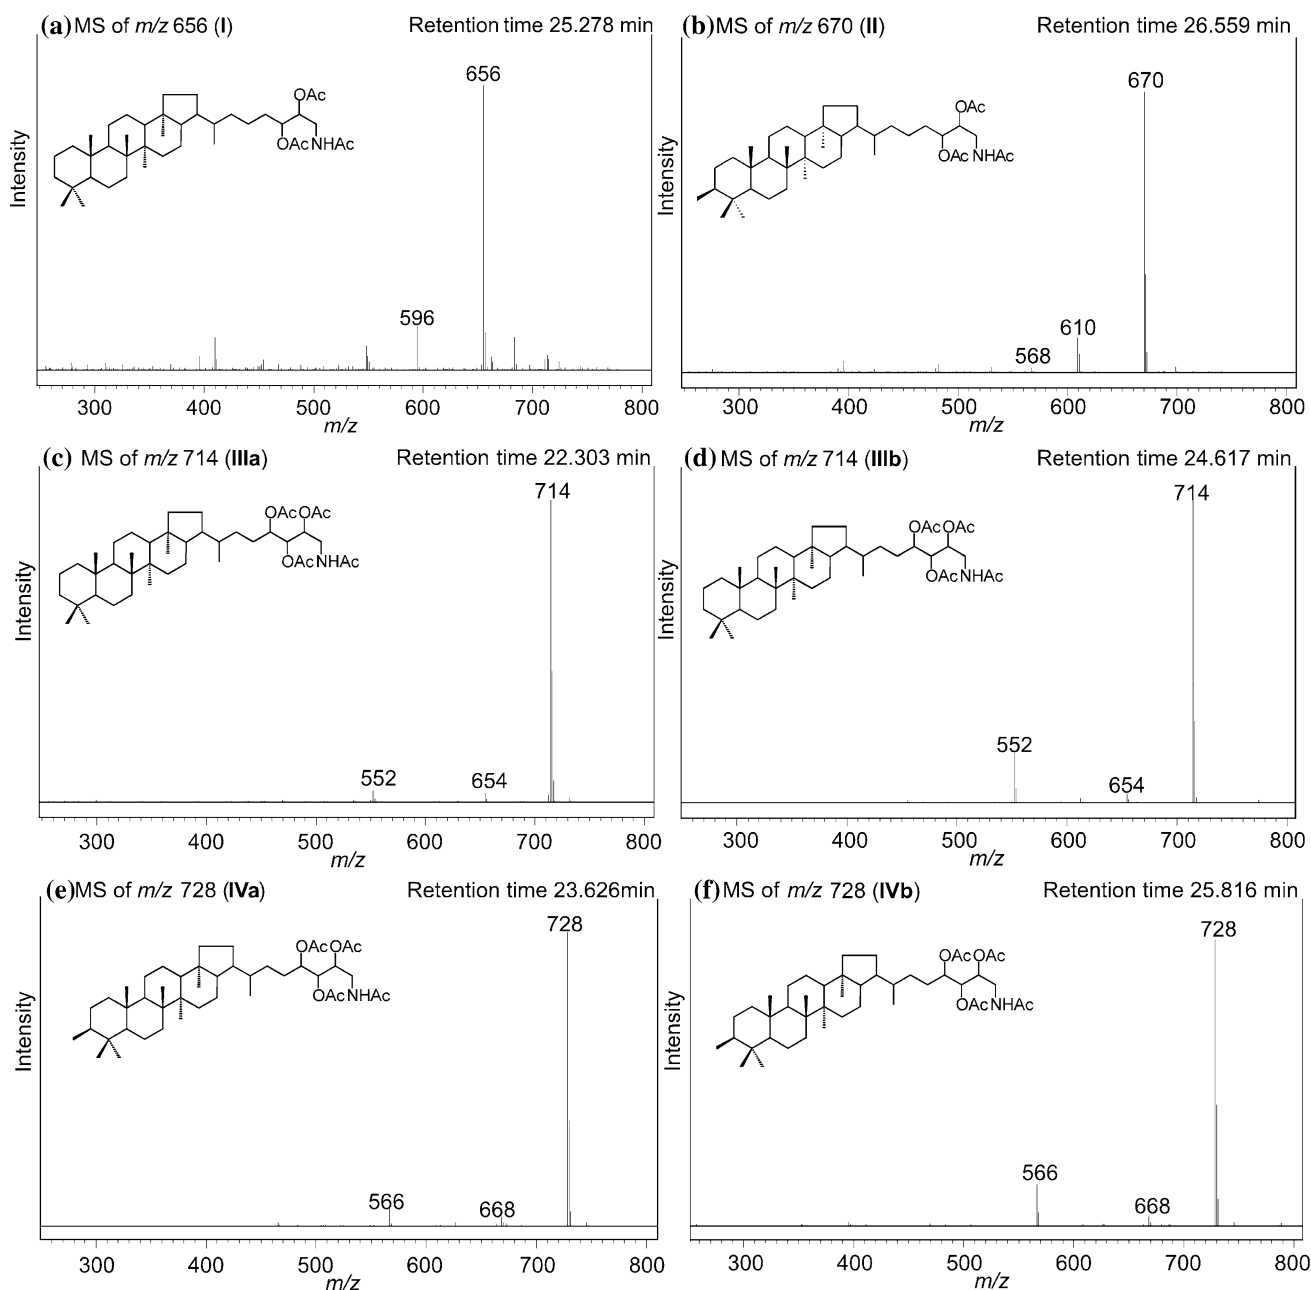 (a) MS of m/z 656 (I) Retention time 25.278 min
656
OAc
OAc NHAc
596
Intensity
300 400 500 600 700 800
m/z
(b) MS of m/z 670 (II) Retention time 26.559 min
670
OAc
OAc NHAc
610
568
Intensity
300 400 500 600 700 800
m/z
(c) MS of m/z 714 (IIIa) Retention time 22.303 min
714
OAc OAc
OAc NHAc
552 654
Intensity
300 400 500 600 700 800
m/z
(d) MS of m/z 714 (IIIb) Retention time 24.617 min
714
OAc OAc
OAc NHAc
552
654
Intensity
300 400 500 600 700 800
m/z
(e) MS of m/z 728 (IVa) Retention time 23.626min
728
OAc OAc
OAc NHAc
566 668
Intensity
300 400 500 600 700 800
m/z
(f) MS of m/z 728 (IVb) Retention time 25.816 min
728
OAc OAc
OAc NHAc
566
668
Intensity
300 400 500 600 700 800
m/z